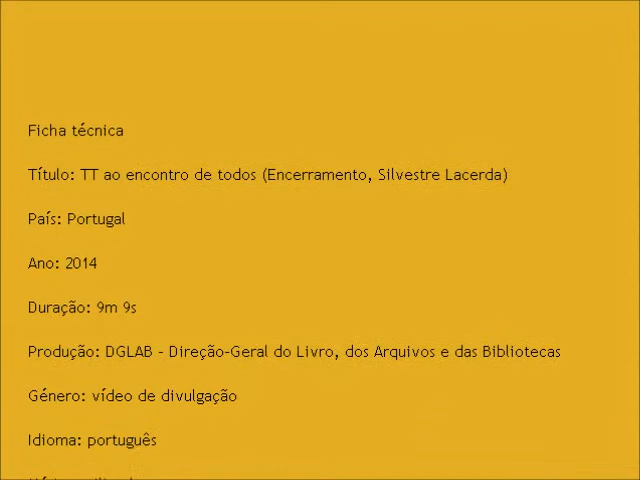 Ficha técnica
Título: TT ao encontro de todos (Encerramento, Silvestre Lacerda)
País: Portugal
Ano: 2014
Duração: 9m 9s
Produção: DGLAB - Direção-Geral do Livro, dos Arquivos e das Bibliotecas
Género: vídeo de divulgação
Idioma: português